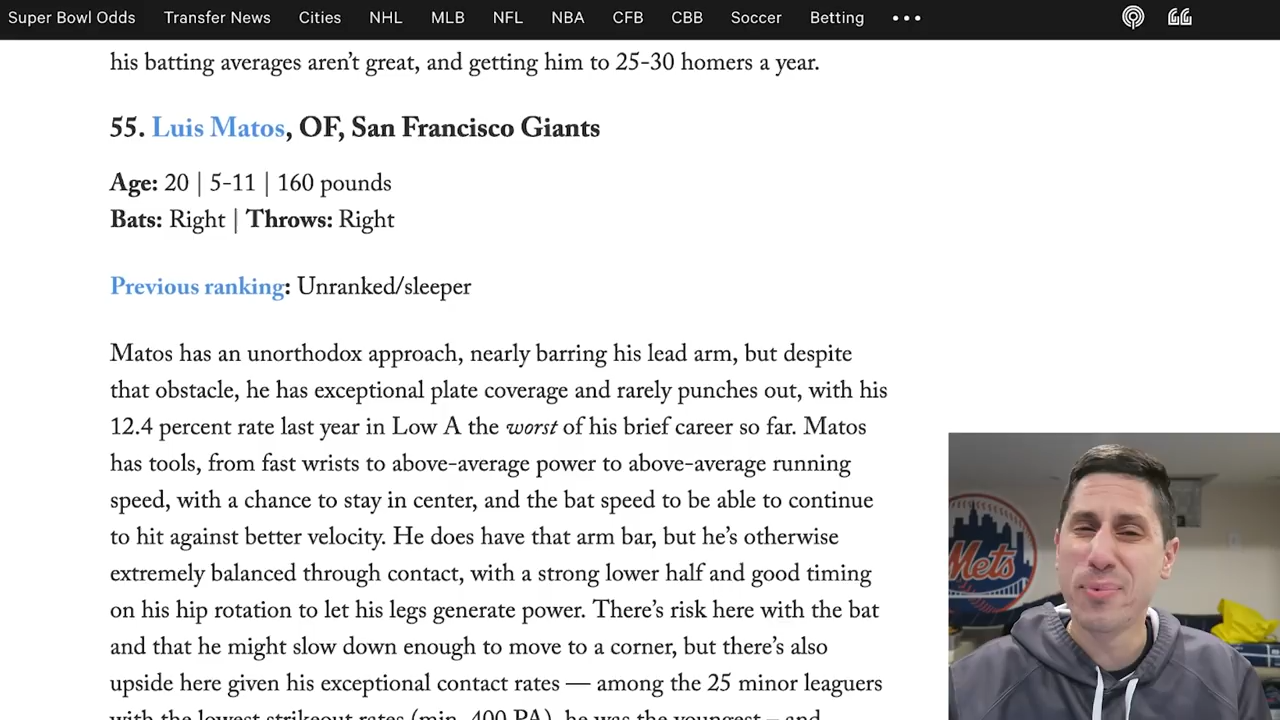 Super Bowl Odds Transfer News Cities NHL MLB NFL NBA CFB CBB Soccer Betting •••
his batting averages aren’t great, and getting him to 25-30 homers a year.
55. Luis Matos, OF, San Francisco Giants
Age: 20 | 5-11 | 160 pounds
Bats: Right | Throws: Right
Previous ranking: Unranked/sleeper
Matos has an unorthodox approach, nearly barring his lead arm, but despite
that obstacle, he has exceptional plate coverage and rarely punches out, with his
12.4 percent rate last year in Low A the worst of his brief career so far. Matos
has tools, from fast wrists to above-average power to above-average running
speed, with a chance to stay in center, and the bat speed to be able to continue
to hit against better velocity. He does have that arm bar, but he’s otherwise
extremely balanced through contact, with a strong lower half and good timing
on his hip rotation to let his legs generate power. There’s risk here with the bat
and that he might slow down enough to move to a corner, but there’s also
upside here given his exceptional contact rates — among the 25 minor leaguers
with the lowest strikeout rates (min. 400 PA), he was the youngest – and
Mets